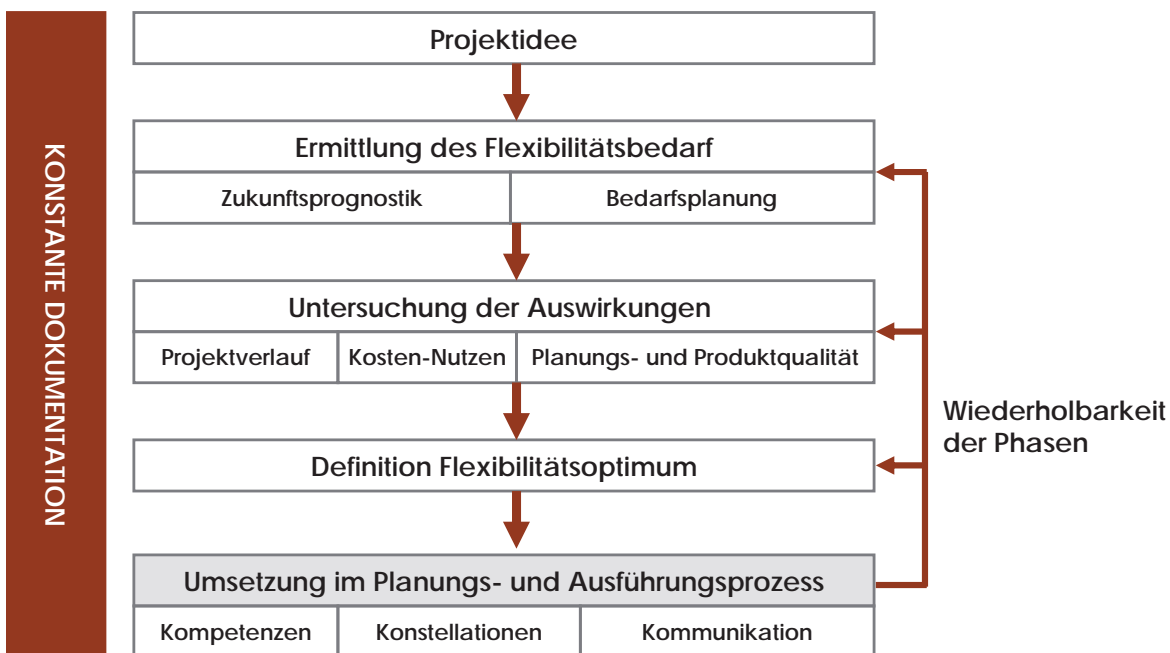 KONSTANTE DOKUMENTATION
Projektidee
Ermittlung des Flexibilitätsbedarf
Zukunftsprognostik
Bedarfsplanung
Untersuchung der Auswirkungen
Projektverlauf
Kosten-Nutzen
Planungs- und Produktqualität
Definition Flexibilitätsoptimum
Umsetzung im Planungs- und Ausführungsprozess
Kompetenzen
Konstellationen
Kommunikation
Wiederholbarkeit
der Phasen